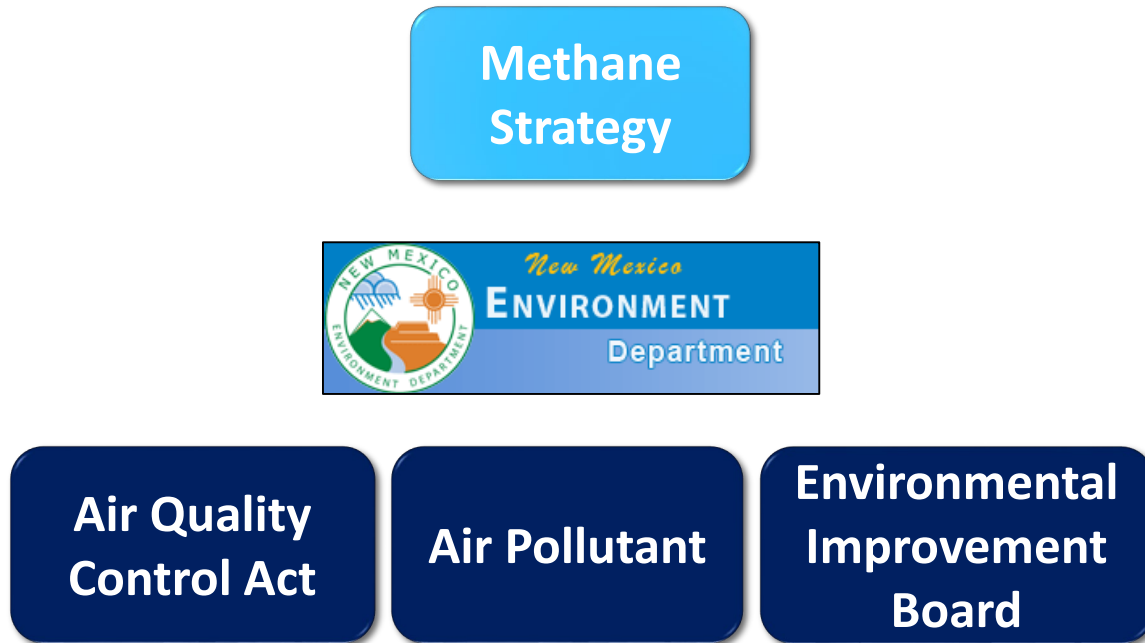 Methane
Strategy
NEW MEXICO
ENVIRONMENT DEPARTMENT
New Mexico
ENVIRONMENT
Department
Air Quality
Control Act
Air Pollutant
Environmental
Improvement
Board